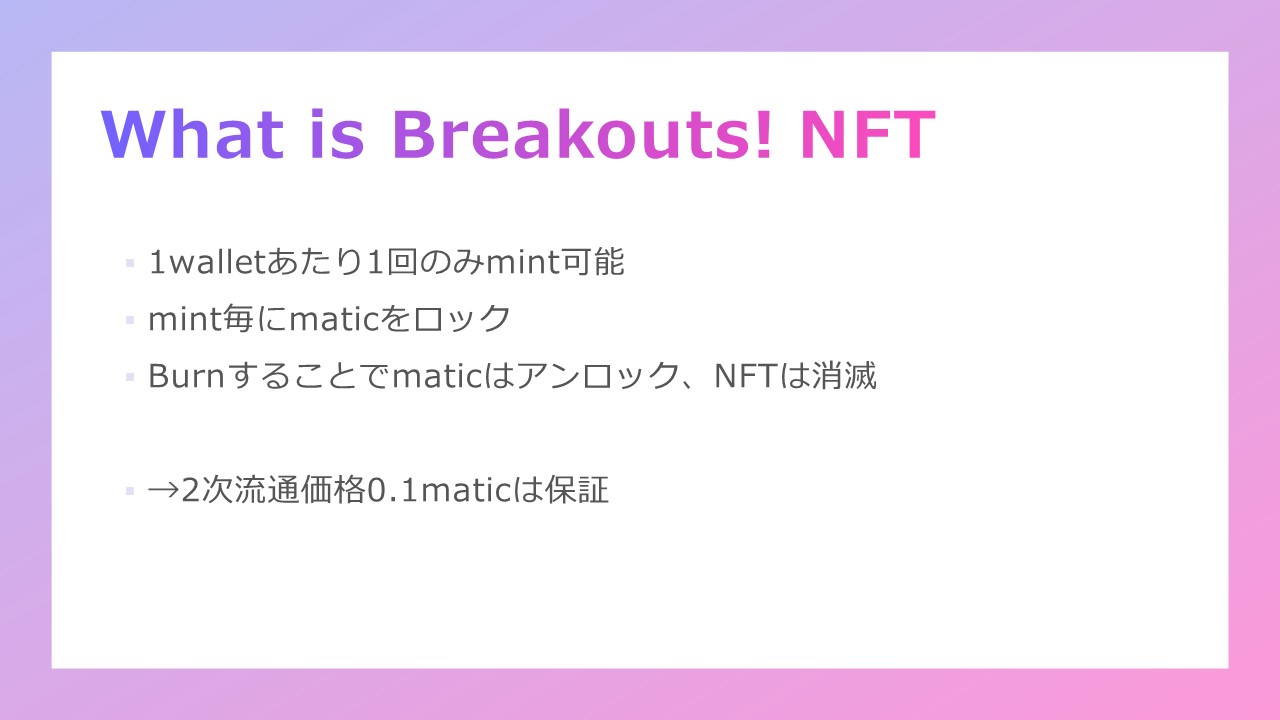 What is Breakouts! NFT
1walletあたり1回のみmint可能
mint毎にmaticをロック
Burnすることでmaticはアンロック、NFTは消滅
→2次流通価格0.1maticは保証